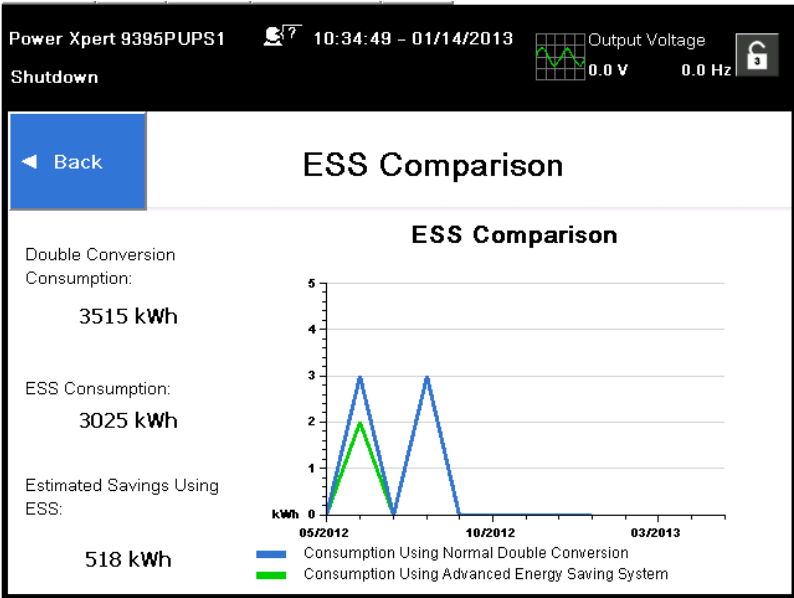 Power Xpert 9395PUPS1
? 10:34:49 - 01/14/2013
Output Voltage
0.0 V 0.0 Hz
3
Shutdown
◄ Back
ESS Comparison
Double Conversion
Consumption:
3515 kWh
ESS Consumption:
3025 kWh
Estimated Savings Using
ESS:
518 kWh
ESS Comparison
5
4
3
2
1
kWh 0
05/2012 10/2012 03/2013
Consumption Using Normal Double Conversion
Consumption Using Advanced Energy Saving System